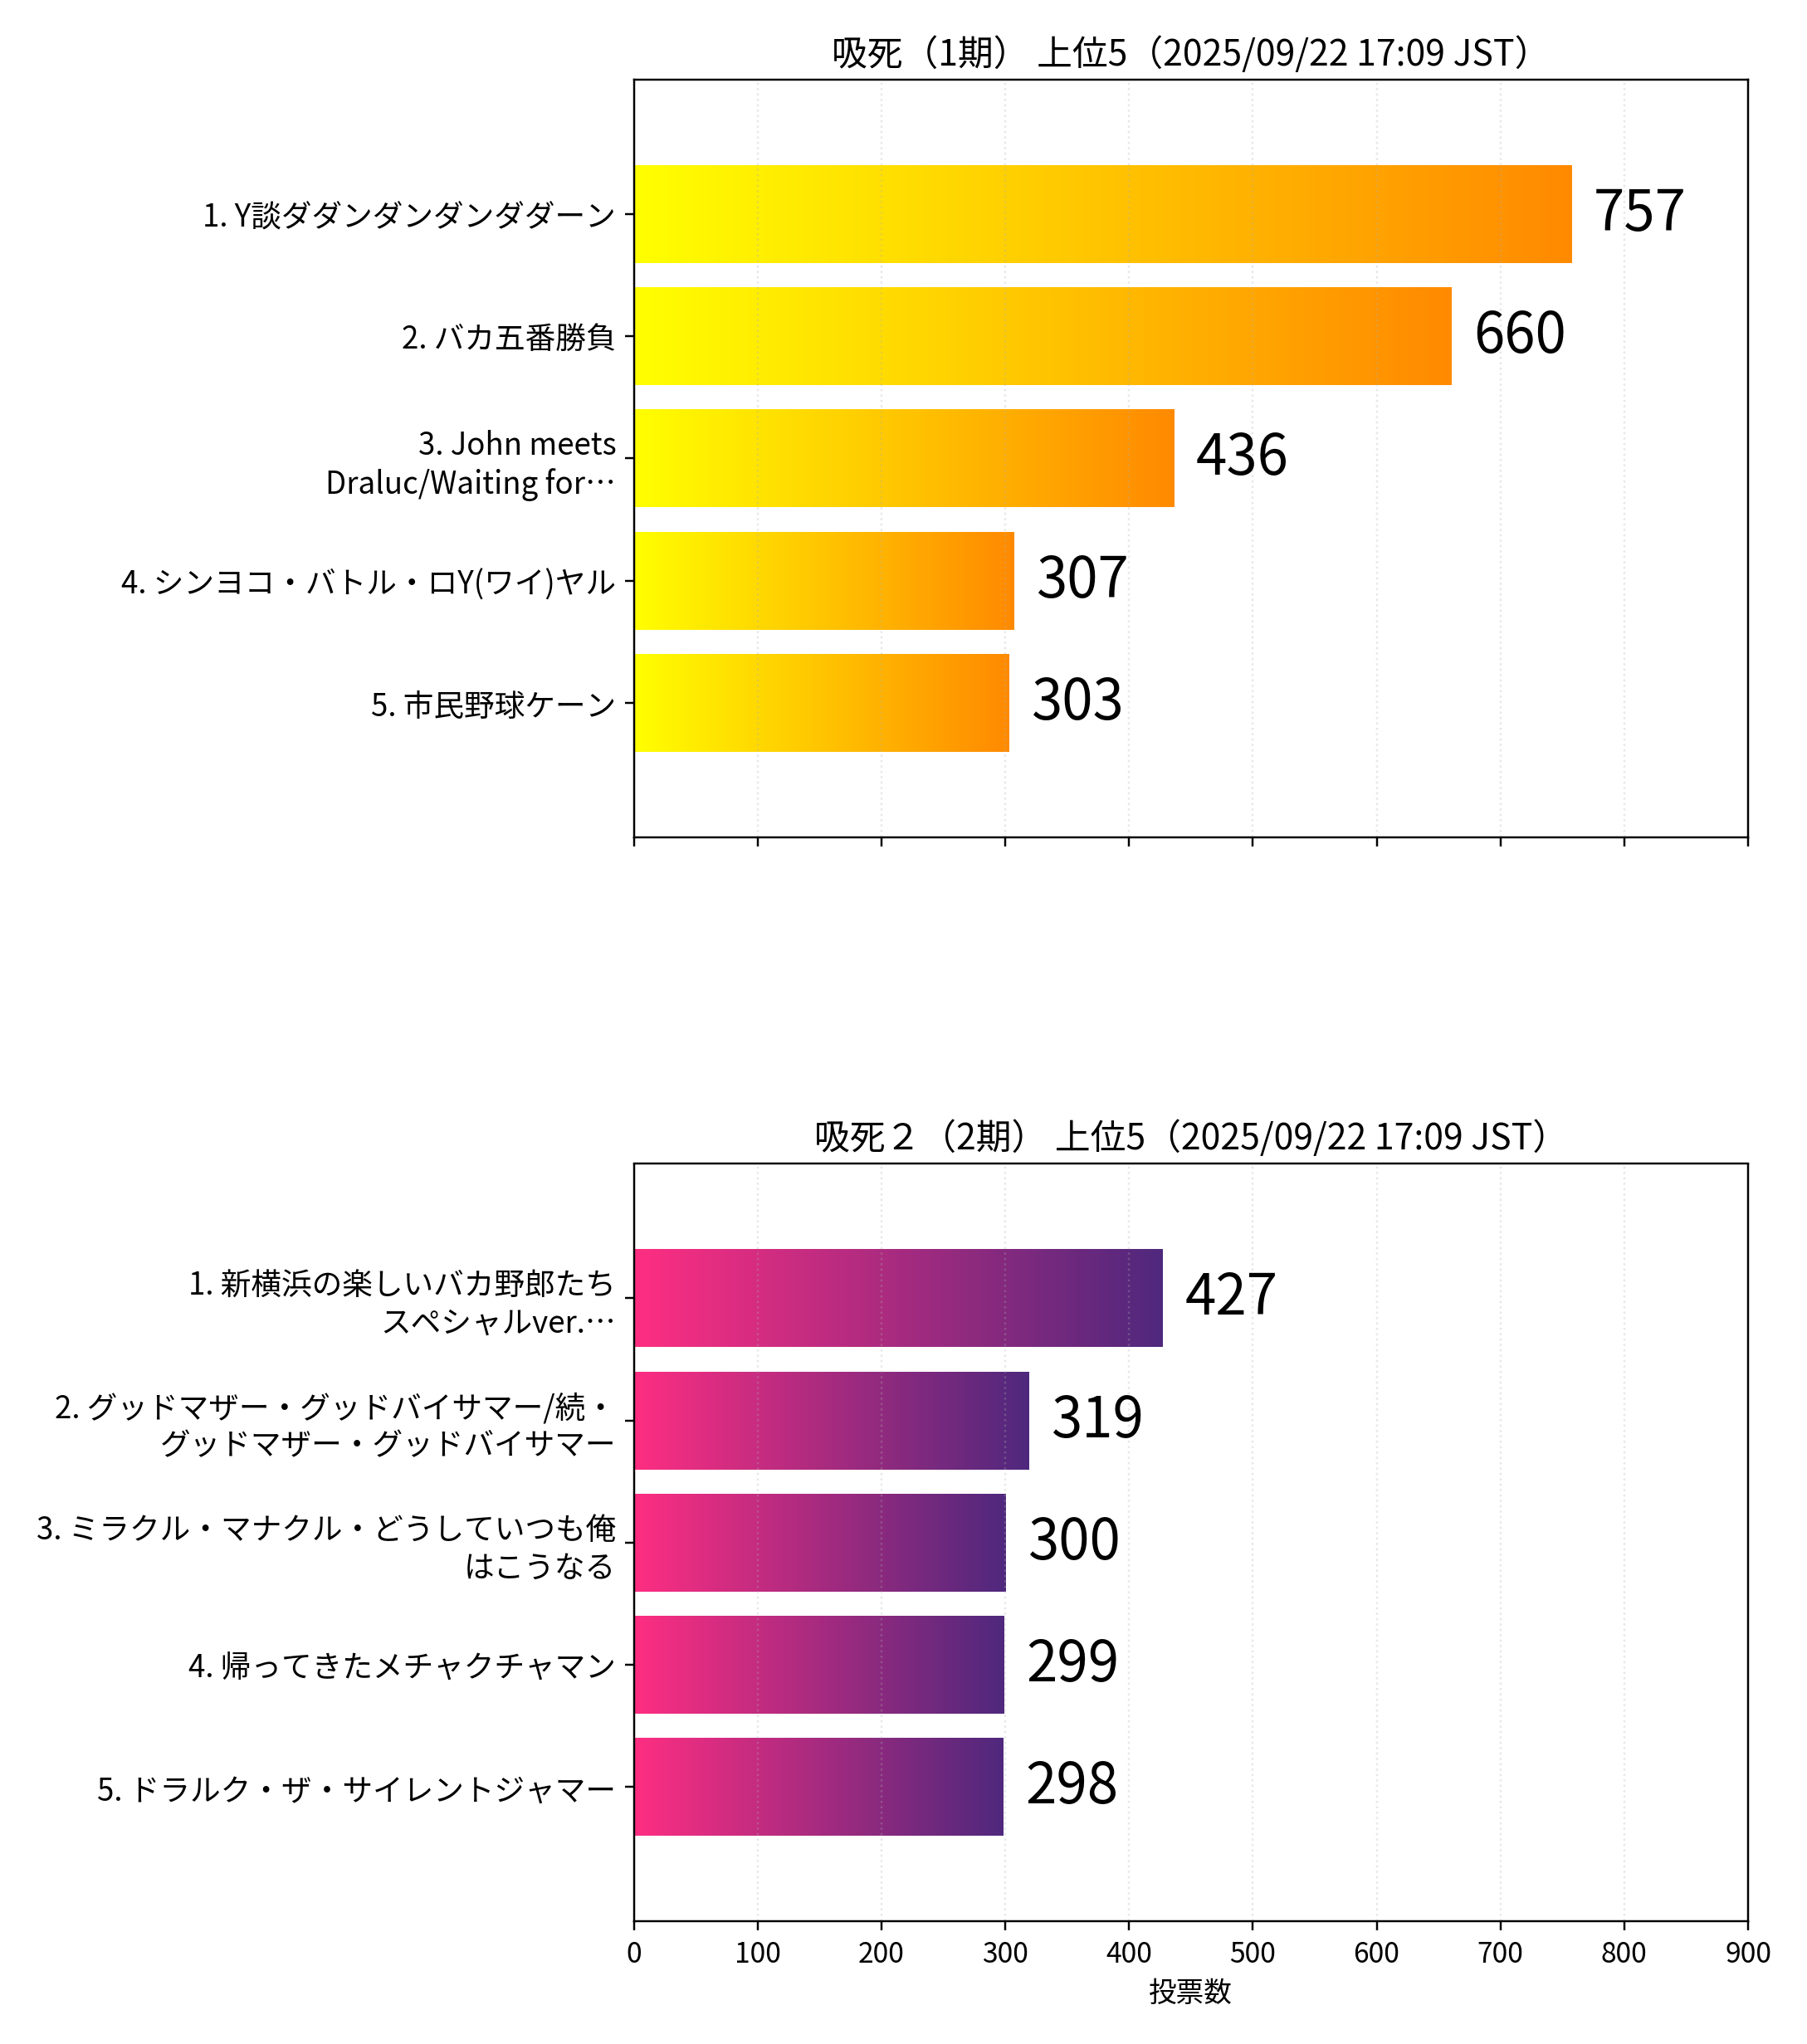 吸死（1期） 上位5（2025/09/22 17:09 JST）
1. Y談ダダンダンダンダダーン
757
2. バカ五番勝負
660
3. John meets
Draluc/Waiting for…
436
4. シンヨコ・バトル・ロY(ワイ)ヤル
307
5. 市民野球ケーン
303
吸死２（2期） 上位5（2025/09/22 17:09 JST）
1. 新横浜の楽しいバカ野郎たち
スペシャルver.…
427
2. グッドマザー・グッドバイサマー/続・
グッドマザー・グッドバイサマー
319
3. ミラクル・マナクル・どうしていつも俺
はこうなる
300
4. 帰ってきたメチャクチャマン
299
5. ドラルク・ザ・サイレントジャマー
298
0 100 200 300 400 500 600 700 800 900
投票数